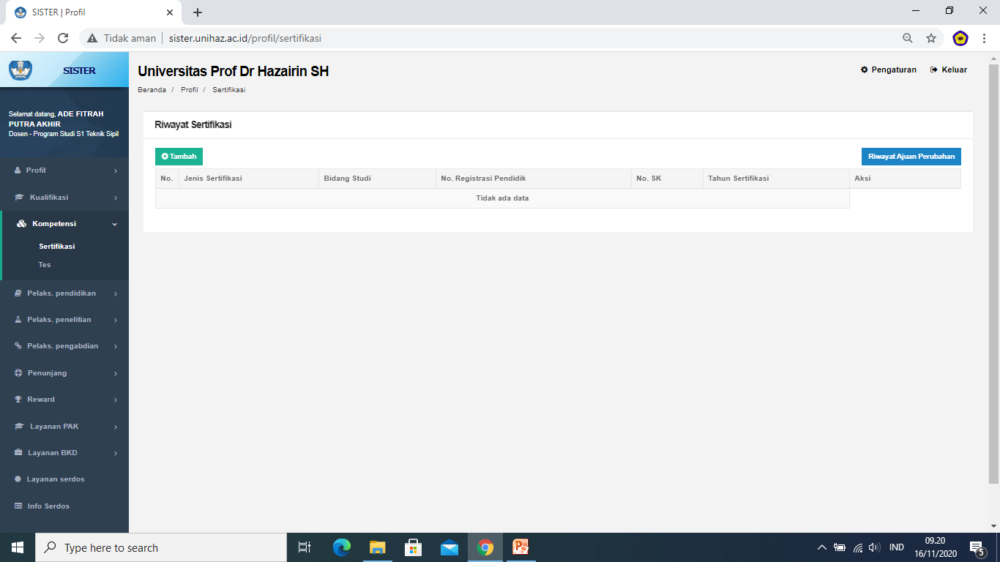 SISTER | Profil
Tidak aman
sister.unihaz.ac.id/profil/sertifikasi
SISTER
Universitas Prof Dr Hazairin SH
Pengaturan
Keluar
Beranda / Profil / Sertifikasi
Selamat datang, ADE FITRAH
PUTRA AKHIR
Dosen - Program Studi S1 Teknik Sipil
Profil
Kualifikasi
Kompetensi
Sertifikasi
Tes
Pelaks. pendidikan
Pelaks. penelitian
Pelaks. pengabdian
Penunjang
Reward
Layanan PAK
Layanan BKD
Layanan serdos
Info Serdos
Riwayat Sertifikasi
Tambah
Riwayat Ajuan Perubahan
No. Jenis Sertifikasi Bidang Studi No. Registrasi Pendidik No. SK Tahun Sertifikasi Aksi
Tidak ada data
Type here to search
IND
09.20
16/11/2020
5